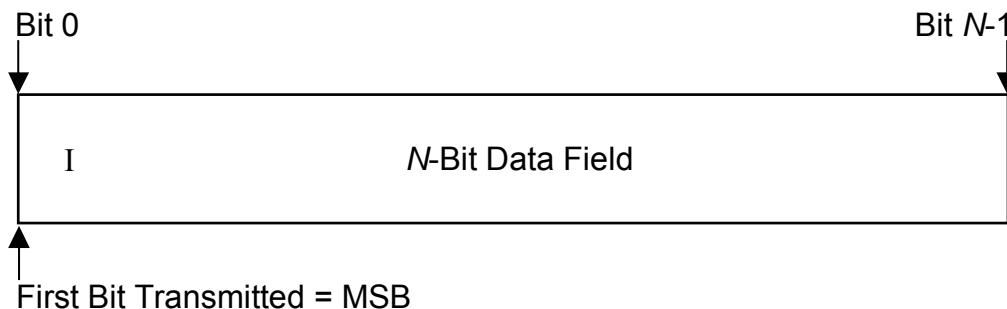 Bit 0 Bit N-1
I N-Bit Data Field
First Bit Transmitted = MSB